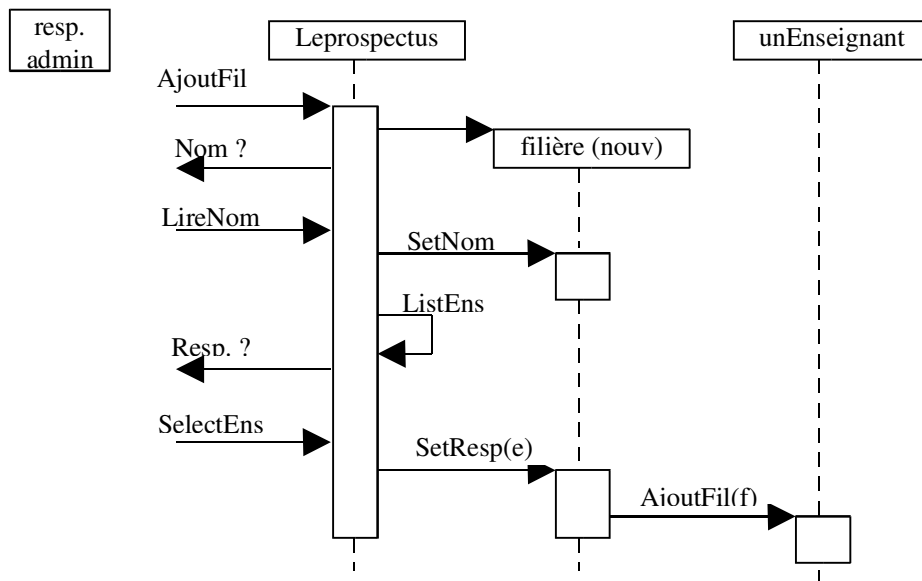 resp.
admin
Leprospectus
unEnseignant
AjoutFil
filière (nouv)
Nom ?
LireNom
SetNom
ListEns
Resp. ?
SelectEns
SetResp(e)
AjoutFil(f)